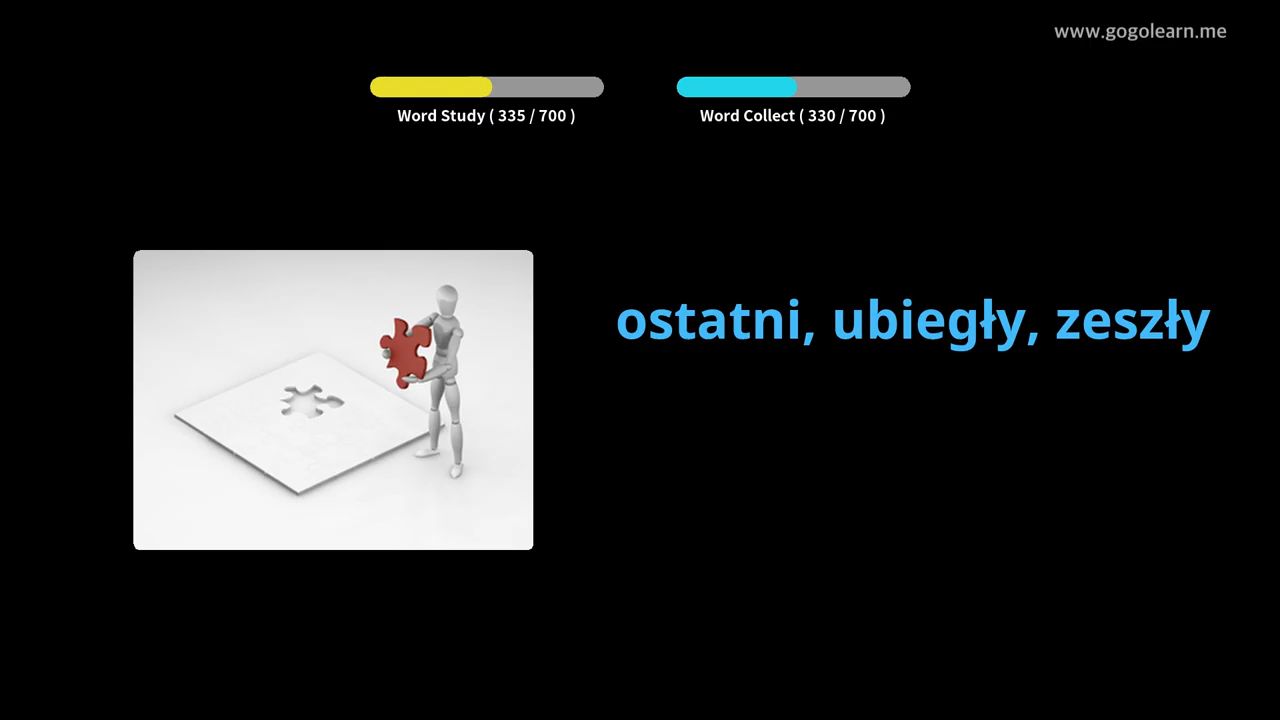 www.gogolearn.me
Word Study ( 335 / 700 )
Word Collect ( 330 / 700 )
ostatni, ubiegły, zeszły